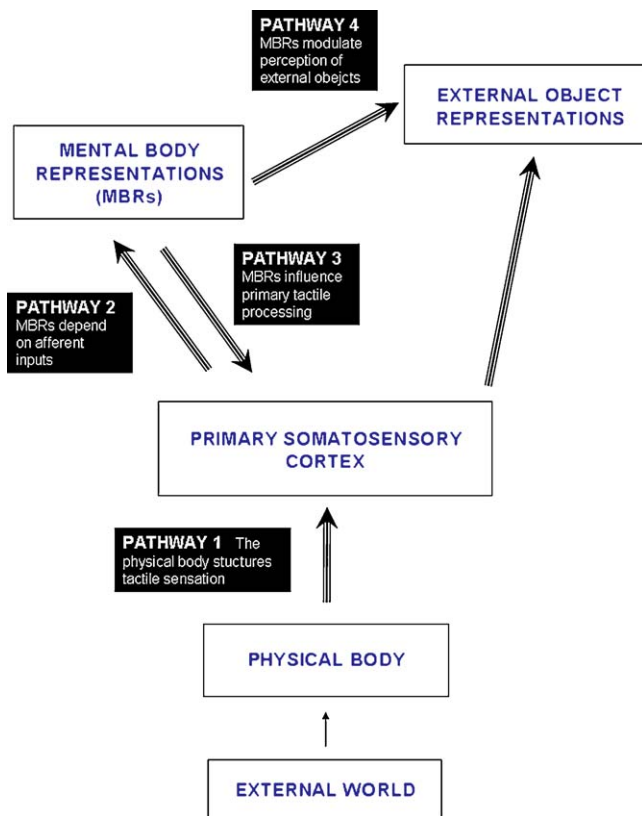 PATHWAY 4
MBRs modulate
perception of
external obejcts
EXTERNAL OBJECT
REPRESENTATIONS
MENTAL BODY
REPRESENTATIONS
(MBRs)
PATHWAY 3
MBRs influence
primary tactile
processing
PATHWAY 2
MBRs depend
on afferent
inputs
PRIMARY SOMATOSENSORY
CORTEX
PATHWAY 1 The
physical body stuctures
tactile sensation
PHYSICAL BODY
EXTERNAL WORLD